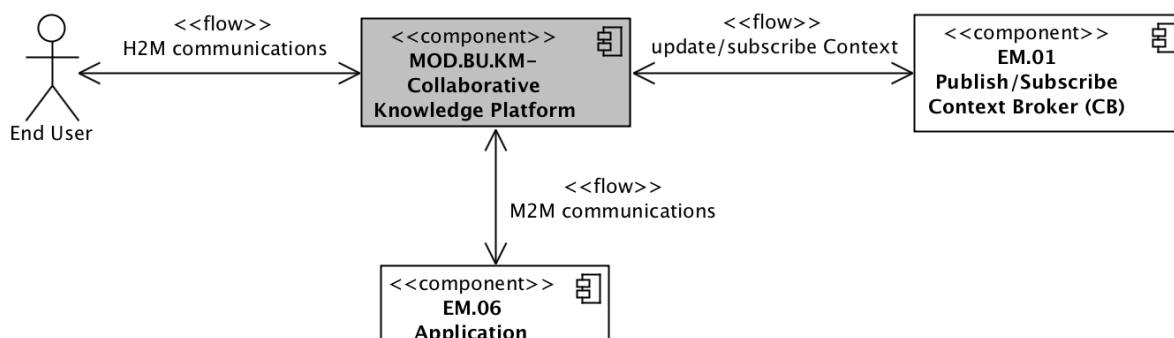 <<flow>>
H2M communications
End User
<<component>>
MOD.BU.KM-
Collaborative
Knowledge Platform
<<flow>>
update/subscribe Context
<<component>>
EM.01
Publish/Subscribe
Context Broker (CB)
<<flow>>
M2M communications
<<component>>
EM.06
Application